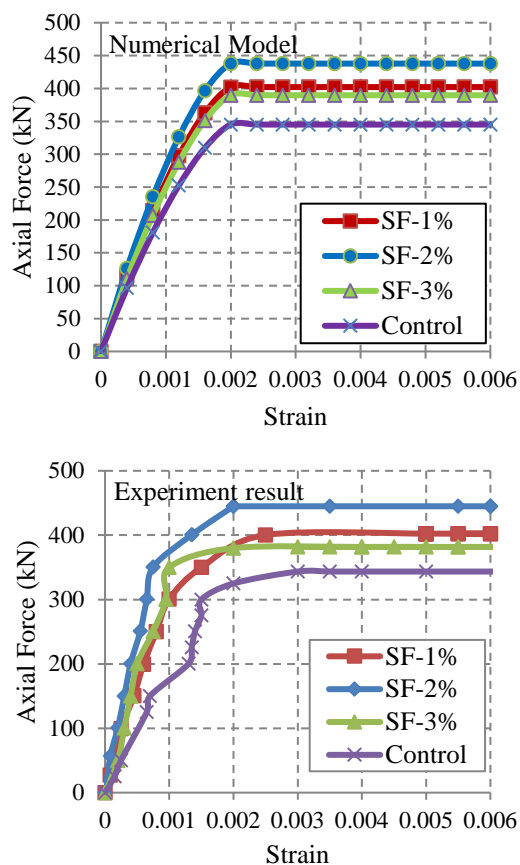 500
450
400
350
300
250
200
150
100
50
0
Axial Force (kN)
Numerical Model
SF-1%
SF-2%
SF-3%
Control
0 0.001 0.002 0.003 0.004 0.005 0.006
Strain
500
400
300
200
100
0
Axial Force (kN)
Experiment result
SF-1%
SF-2%
SF-3%
Control
0 0.001 0.002 0.003 0.004 0.005 0.006
Strain